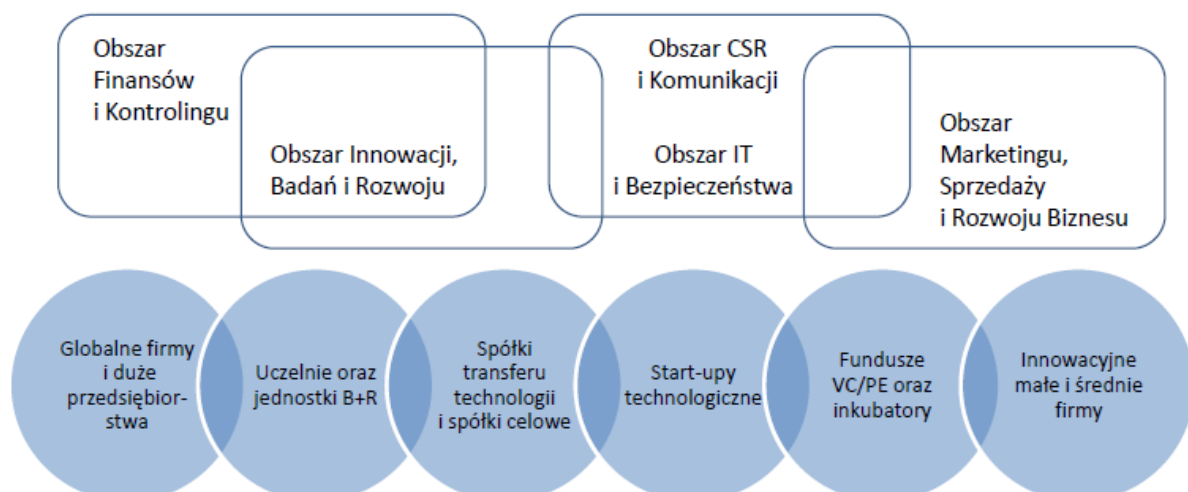 Obszar
Finansów
i Kontrolingu
Obszar Innowacji,
Badań i Rozwoju
Obszar CSR
i Komunikacji
Obszar IT
i Bezpieczeństwa
Obszar
Marketingu,
Sprzedaży
i Rozwoju Biznesu
Globalne firmy
i duże
przedsiębior-
stwa
Uczelnie oraz
jednostki B+R
Spółki
transferu
technologii
i spółki celowe
Start-upy
technologiczne
Fundusze
VC/PE oraz
inkubatory
Innowacyjne
małe i średnie
firmy